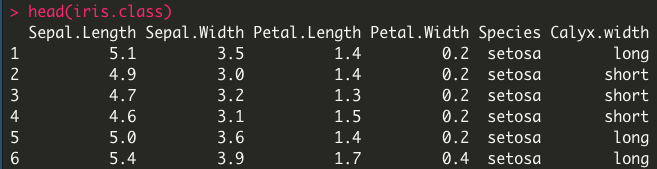 > head(iris.class)
Sepal.Length Sepal.Width Petal.Length Petal.Width Species Calyx.width
1 5.1 3.5 1.4 0.2 setosa long
2 4.9 3.0 1.4 0.2 setosa short
3 4.7 3.2 1.3 0.2 setosa short
4 4.6 3.1 1.5 0.2 setosa short
5 5.0 3.6 1.4 0.2 setosa long
6 5.4 3.9 1.7 0.4 setosa long